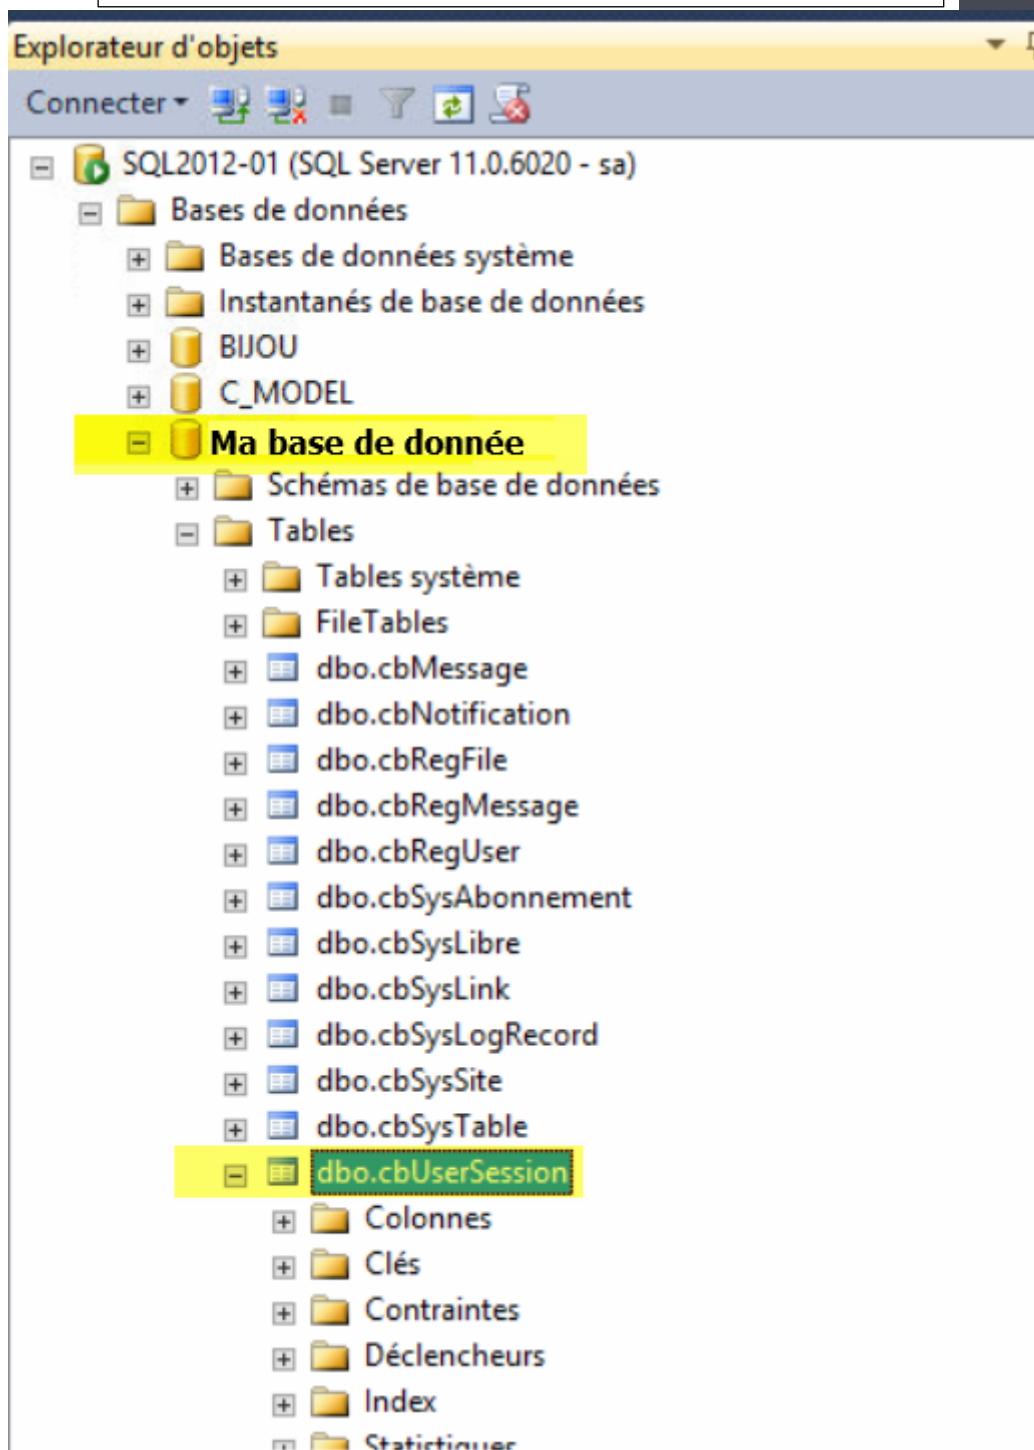 Explorateur d'objets
Connecter
SQL2012-01 (SQL Server 11.0.6020 - sa)
Bases de données
Bases de données système
Instantanés de base de données
BIJOU
C_MODEL
Ma base de donnée
Schémas de base de données
Tables
Tables système
FileTables
dbo.cbMessage
dbo.cbNotification
dbo.cbRegFile
dbo.cbRegMessage
dbo.cbRegUser
dbo.cbSysAbonnement
dbo.cbSysLibre
dbo.cbSysLink
dbo.cbSysLogRecord
dbo.cbSysSite
dbo.cbSysTable
dbo.cbUserSession
Colonnes
Clés
Contraintes
Déclencheurs
Index
Statistiques